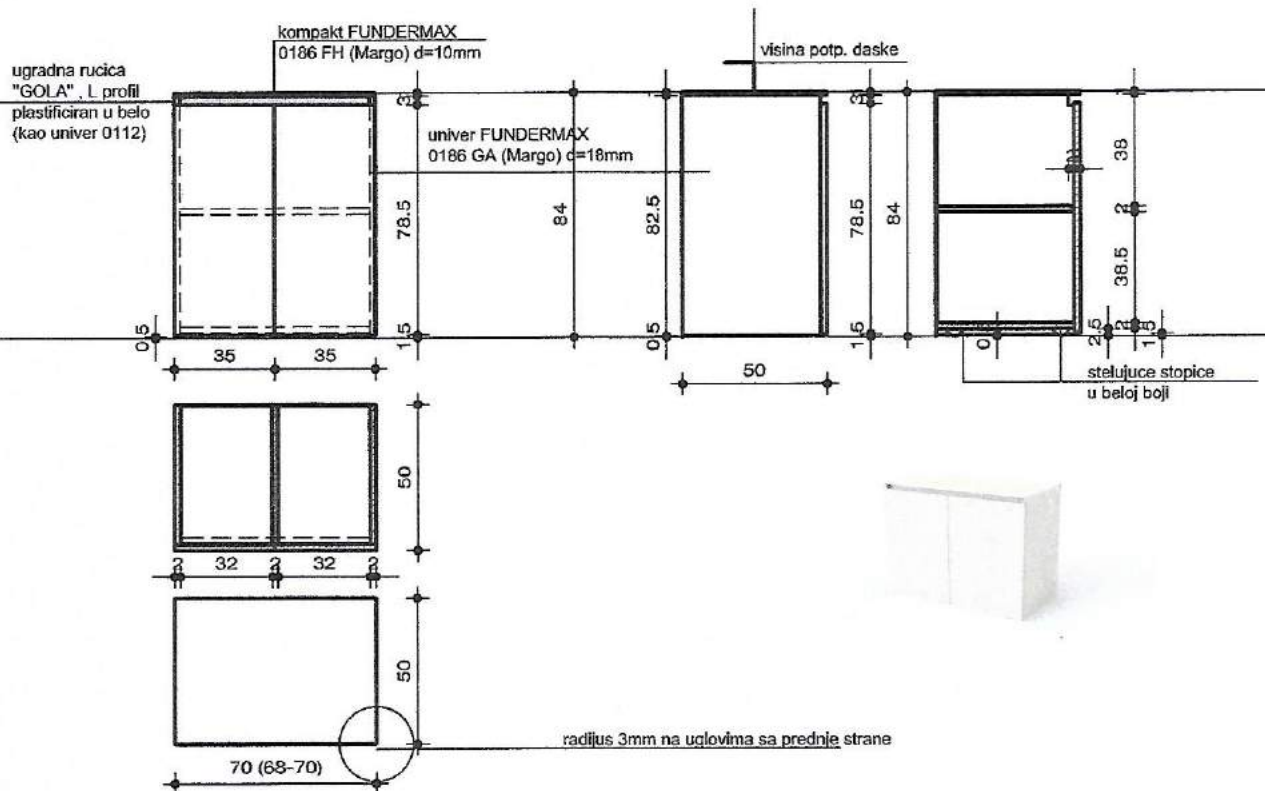 kompakt FUNDERMAX
0186 FH (Margo) d=10mm
visina potp. daske
ugradna rucica
"GOLA" , L profil
plastificiran u belo
(kao univer 0112)
univer FUNDERMAX
0186 GA (Margo) d=18mm
3
78.5
1.5
84
82.5
0.5
1
3
78.5
1.5
84
38
2
38.5
2
2.5
1.5
0
0.5
35 35
50
stelujuce stopice
u beloj boji
50
2 32 2 32 2
50
radijus 3mm na uglovima sa prednje strane
70 (68-70)